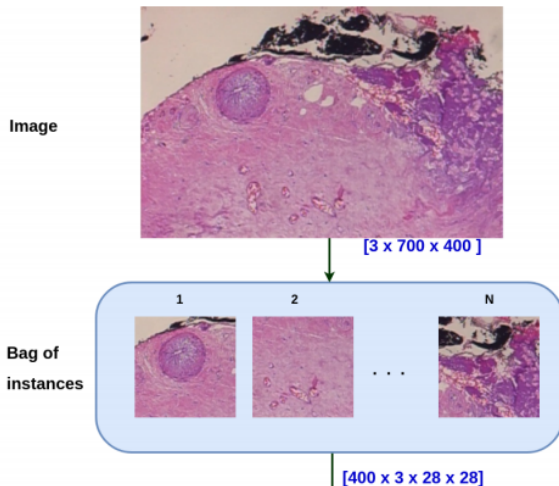 Image
[3 x 700 x 400 ]
1 2 N
Bag of
instances
. . .
[400 x 3 x 28 x 28]